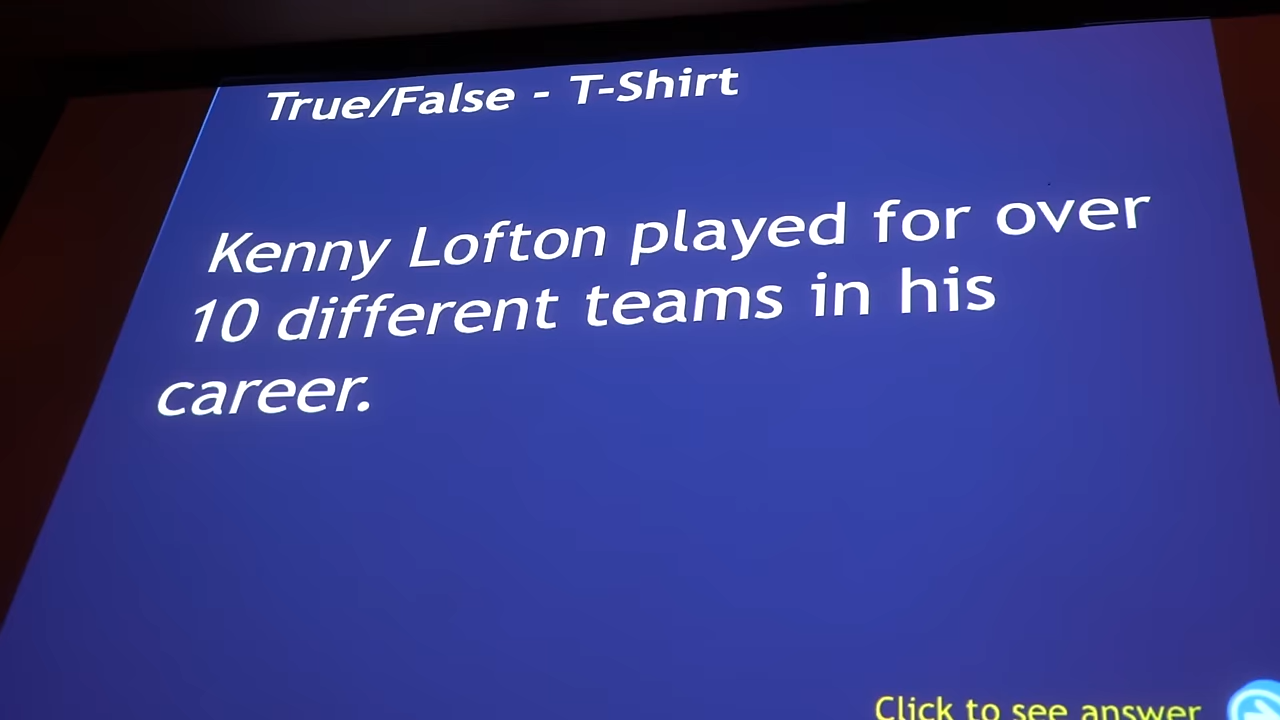 True/False - T-Shirt
Kenny Lofton played for over
10 different teams in his
career.
Click to see answer